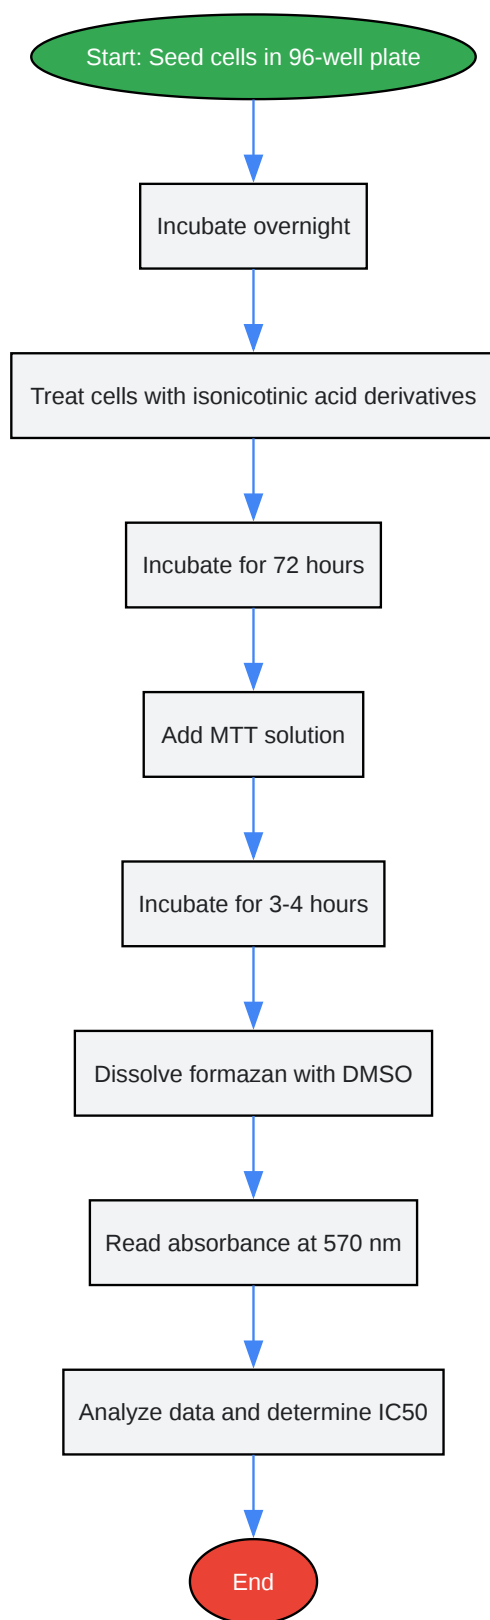 Start: Seed cells in 96-well plate
Incubate overnight
Treat cells with isonicotinic acid derivatives
Incubate for 72 hours
Add MTT solution
Incubate for 3-4 hours
Dissolve formazan with DMSO
Read absorbance at 570 nm
Analyze data and determine IC50
End